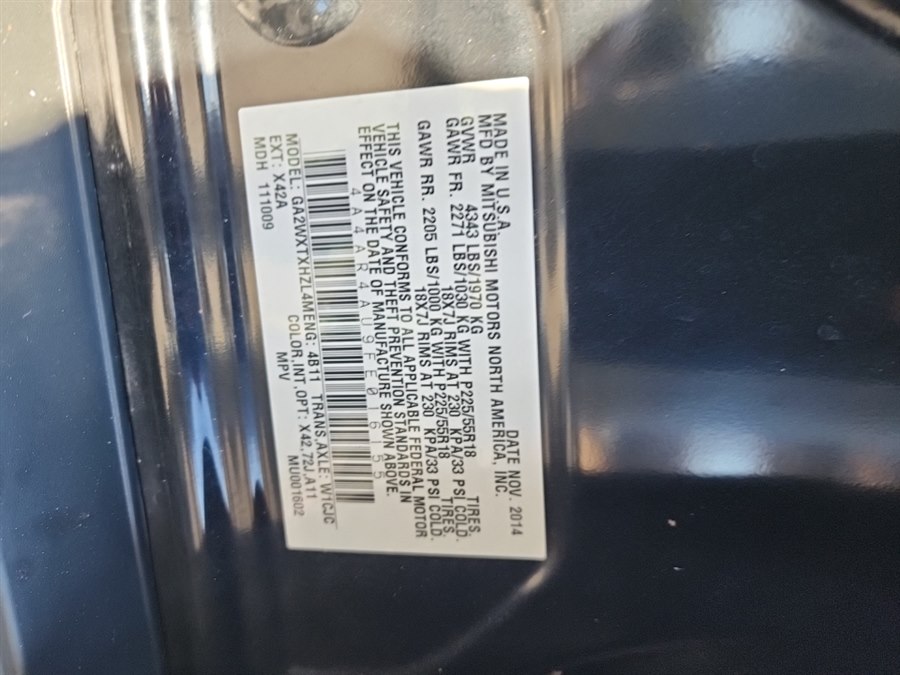 MADE IN U.S.A. DATE NOV. 2014
MFD BY MITSUBISHI MOTORS NORTH AMERICA, INC.
GVWR 4343 LBS/1970 KG
GAWR FR. 2271 LBS/1030 KG WITH P225/55R18 TIRES,
18X7J RIMS AT 230 KPA/33 PSI COLD.
GAWR RR. 2205 LBS/1000 KG WITH P225/55R18 TIRES,
18X7J RIMS AT 230 KPA/33 PSI COLD.
THIS VEHICLE CONFORMS TO ALL APPLICABLE FEDERAL MOTOR
VEHICLE SAFETY AND THEFT PREVENTION STANDARDS IN
EFFECT ON THE DATE OF MANUFACTURE SHOWN ABOVE.
4A4AR4AU9FE016155
MODEL: GA2WXTXHZL4M ENG: 4B11 TRANS,AXLE: W1CJC
EXT: X42A COLOR,INT,OPT: X42,72J,A11
MDH 111009 MPV MU001602